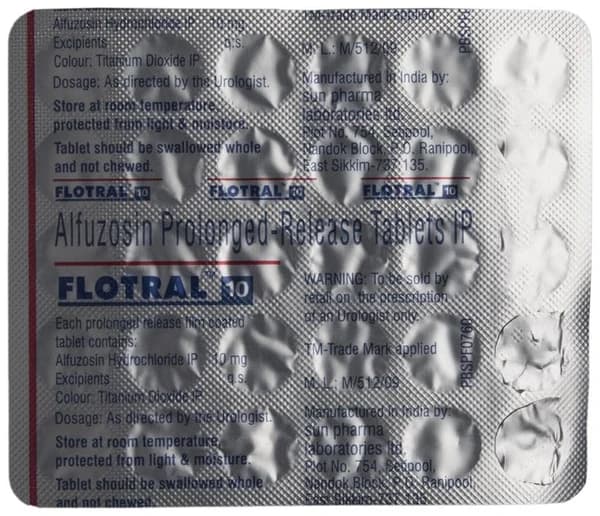 Alfuzosin Hydrochloride IP 10 mg
Excipients q.s.
Colour: Titanium Dioxide IP
Dosage: As directed by the Urologist.
Store at room temperature,
protected from light & moisture.
Tablet should be swallowed whole
and not chewed.
TM-Trade Mark applied
M. L.: M/512/09
Manufactured in India by:
sun pharma
laboratories ltd.
Plot No. 754, Setipool,
Nandok Block, P.O. Ranipool,
East Sikkim-737 135.
FLOTRAL 10 FLOTRAL 10 FLOTRAL 10
Alfuzosin Prolonged-Release Tablets IP
FLOTRAL 10
Each prolonged release film coated
tablet contains:
Alfuzosin Hydrochloride IP 10 mg
Excipients q.s.
Colour: Titanium Dioxide IP
Dosage: As directed by the Urologist.
Store at room temperature,
protected from light & moisture.
Tablet should be swallowed whole
and not chewed.
WARNING: To be sold by
retail on the prescription
of an Urologist only.
TM-Trade Mark applied
M. L.: M/512/09
Manufactured in India by:
sun pharma
laboratories ltd.
Plot No. 754, Setipool,
Nandok Block, P.O. Ranipool,
East Sikkim-737 135.
PBSPF0760